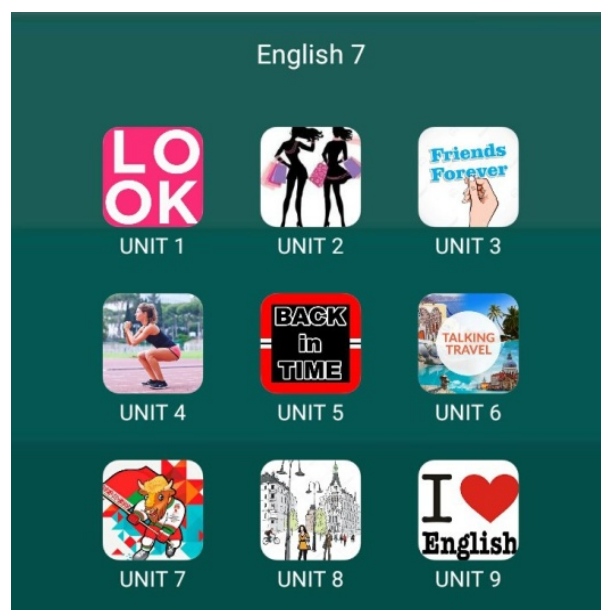 English 7
LO
OK
UNIT 1
UNIT 2
Friends
Forever
UNIT 3
UNIT 4
BACK
in
TIME
UNIT 5
TALKING
TRAVEL
UNIT 6
UNIT 7
UNIT 8
I
English
UNIT 9